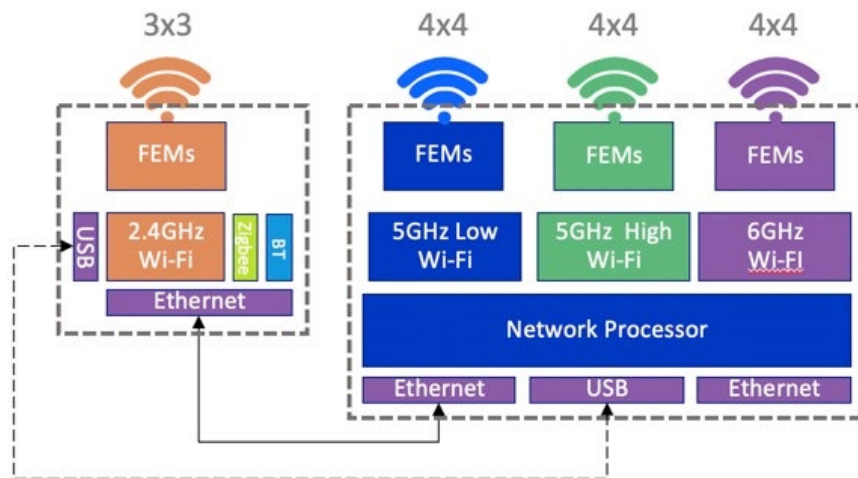 3x3
4x4
4x4
4x4
FEMs
FEMs
FEMs
FEMs
USB
2.4GHz
Wi-Fi
Zigbee
BT
5GHz Low
Wi-Fi
5GHz  High
Wi-Fi
6GHz
Wi-FI
Ethernet
Network Processor
Ethernet
USB
Ethernet